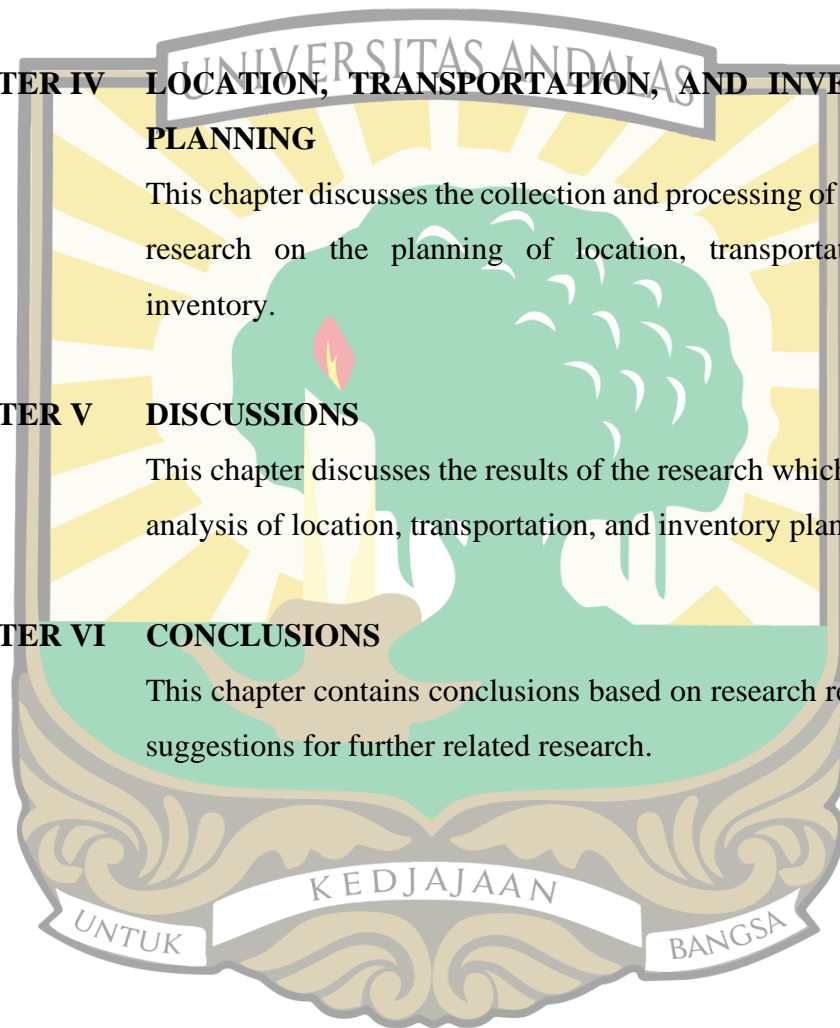 UNIVERSITAS ANDALAS
TER IV LOCATION, TRANSPORTATION, AND INVE
PLANNING
This chapter discusses the collection and processing of
research on the planning of location, transportat
inventory.
TER V DISCUSSIONS
This chapter discusses the results of the research which
analysis of location, transportation, and inventory plan
TER VI CONCLUSIONS
This chapter contains conclusions based on research re
suggestions for further related research.
KEDJAJAAN
UNTUK
BANGSA